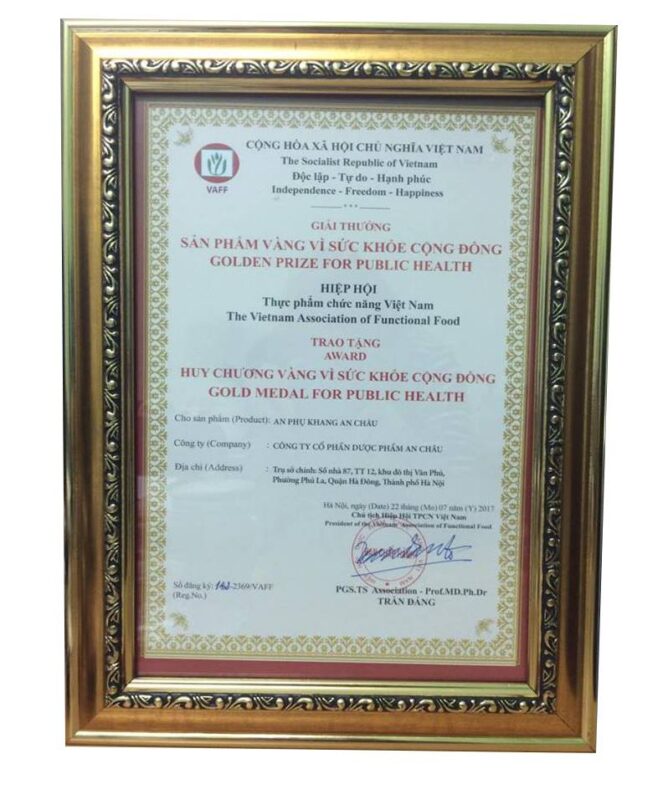 VAFF
CỘNG HÒA XÃ HỘI CHỦ NGHĨA VIỆT NAM
The Socialist Republic of Vietnam
Độc lập - Tự do - Hạnh phúc
Independence - Freedom - Happiness
GIẢI THƯỞNG
SẢN PHẨM VÀNG VÌ SỨC KHỎE CỘNG ĐỒNG
GOLDEN PRIZE FOR PUBLIC HEALTH
HIỆP HỘI
Thực phẩm chức năng Việt Nam
The Vietnam Association of Functional Food
TRAO TẶNG
AWARD
HUY CHƯƠNG VÀNG VÌ SỨC KHỎE CỘNG ĐỒNG
GOLD MEDAL FOR PUBLIC HEALTH
Cho sản phẩm (Product): AN PHỤ KHANG AN CHÂU
Công ty (Company) : CÔNG TY CỔ PHẦN DƯỢC PHẨM AN CHÂU
Địa chỉ (Address) : Trụ sở chính: Số nhà 87, TT 12, khu đô thị Văn Phú,
Phường Phú La, Quận Hà Đông, Thành phố Hà Nội
Hà Nội, ngày (Date) 22 tháng (Mo) 07 năm (Y) 2017
Chủ tịch Hiệp Hội TPCN Việt Nam
President of the Vietnam Association of Functional Food
Số đăng ký: -2369/VAFF
(Reg.No.)
PGS.TS Association - Prof.MD.Ph.Dr
TRẦN ĐÁNG